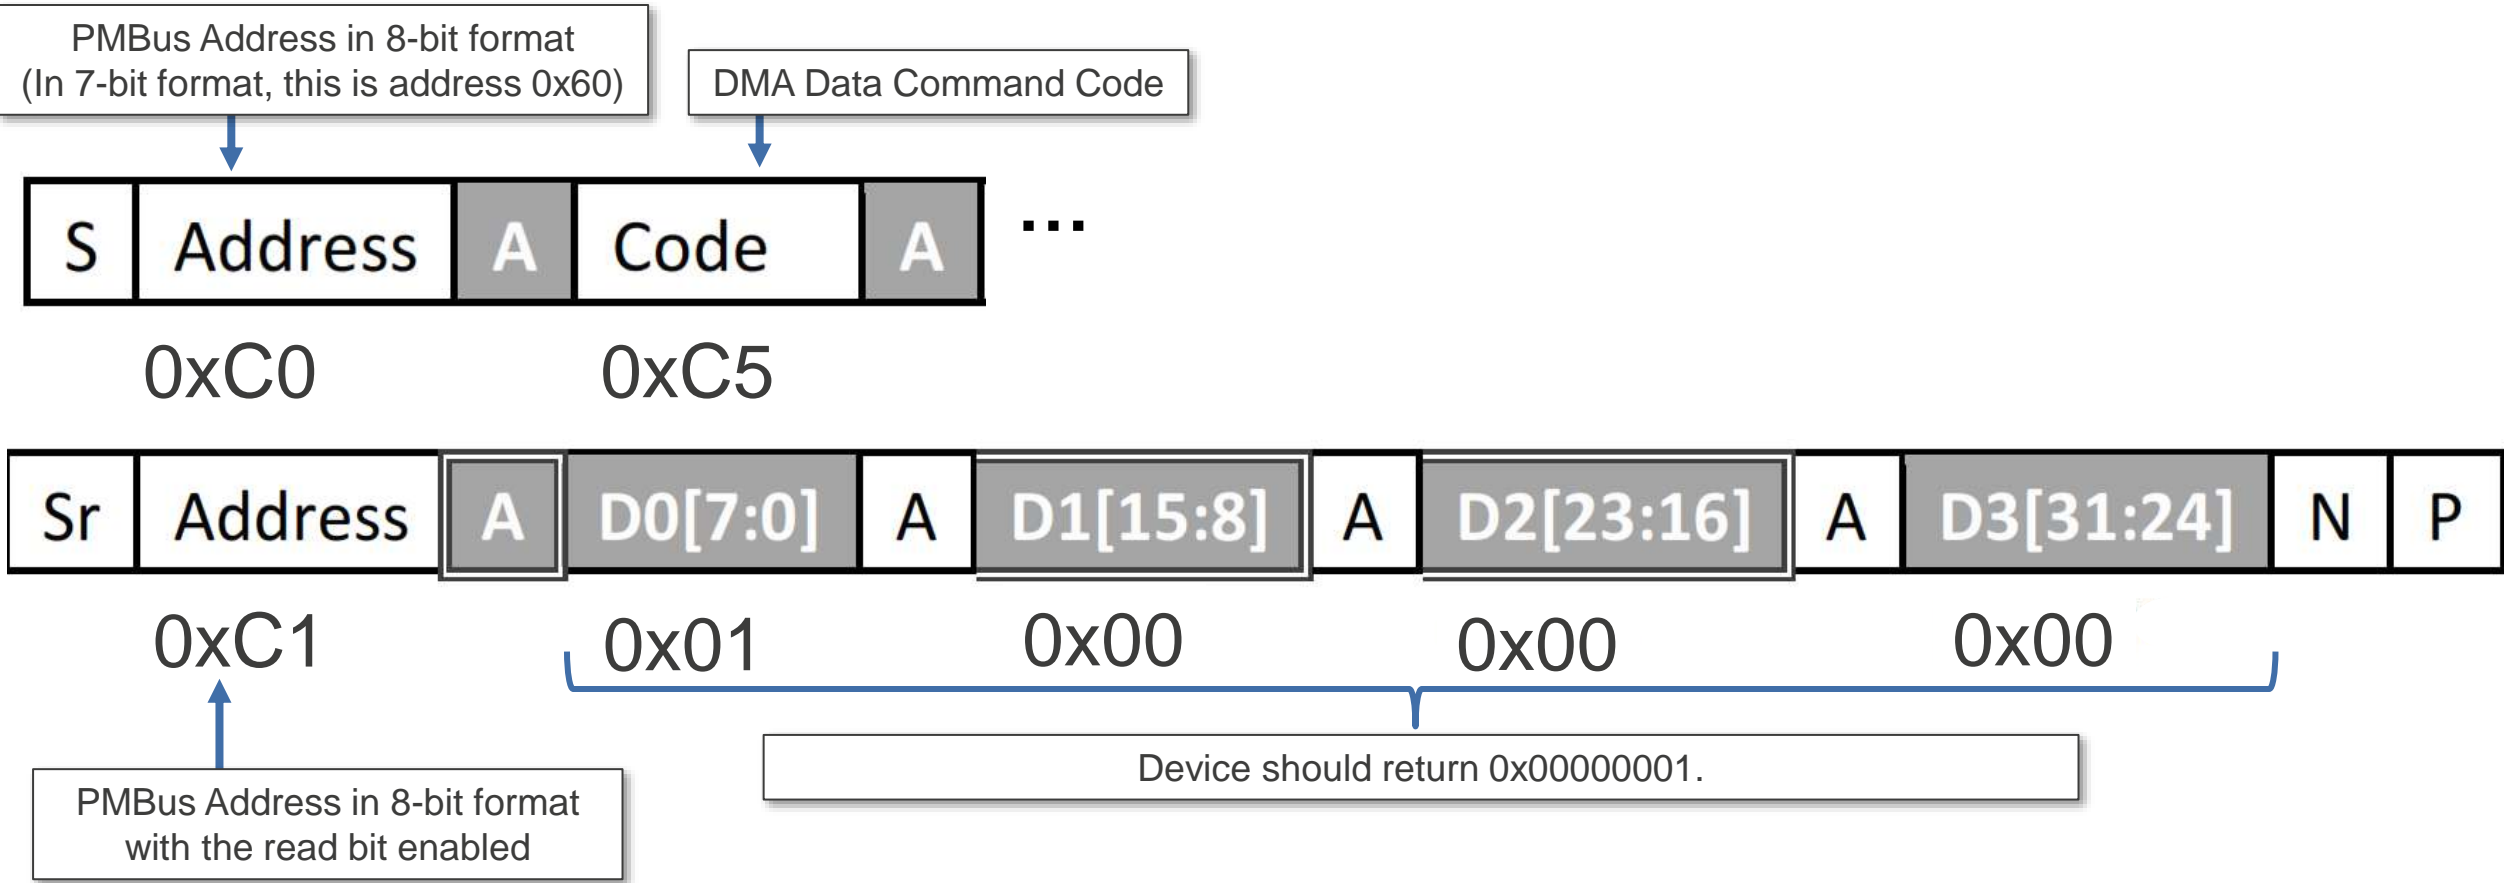 PMBus Address in 8-bit format
(In 7-bit format, this is address 0x60)
DMA Data Command Code
S Address A Code A ...
0xC0 0xC5
Sr Address A D0[7:0] A D1[15:8] A D2[23:16] A D3[31:24] N P
0xC1 0x01 0x00 0x00 0x00
Device should return 0x00000001.
PMBus Address in 8-bit format
with the read bit enabled